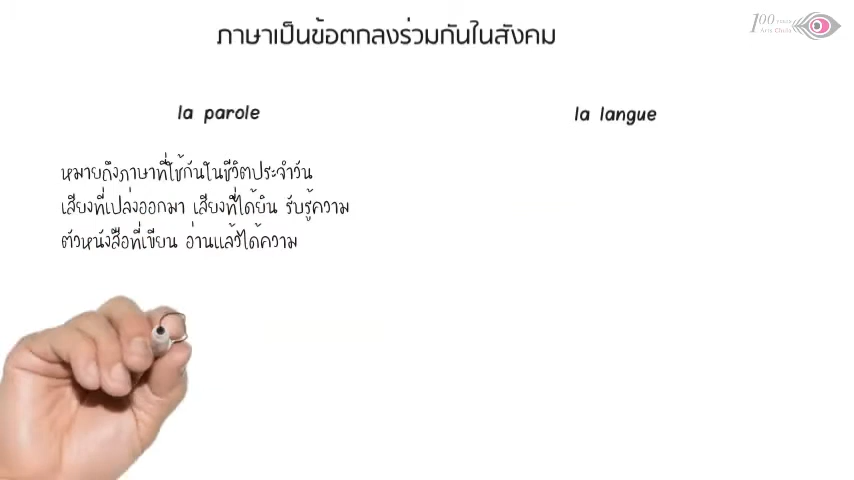 ภาษาเป็นข้อตกลงร่วมกันในสังคม
100 YEARS
Arts Chula
la parole
la langue
หมายถึงภาษาที่ใช้กันในชีวิตประจำวัน
เสียงที่เปล่งออกมา เสียงที่ได้ยิน รับรู้ความ
ตัวหนังสือที่เขียน อ่านแล้วได้ความ